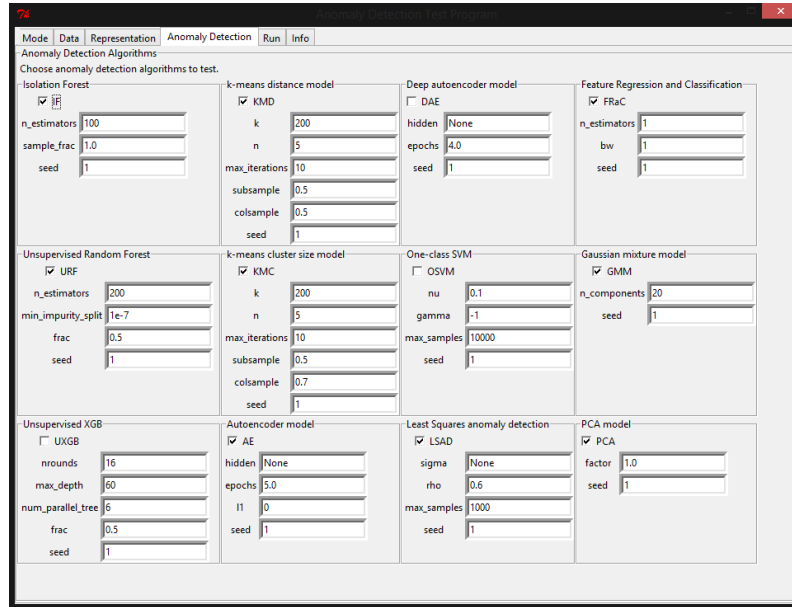 Anomaly Detection Test Program
Mode Data Representation Anomaly Detection Run Info
Anomaly Detection Algorithms
Choose anomaly detection algorithms to test.
Isolation Forest
IF
n_estimators 100
sample_frac 1.0
seed 1
k-means distance model
KMD
k 200
n 5
max_iterations 10
subsample 0.5
colsample 0.5
seed 1
Deep autoencoder model
DAE
hidden None
epochs 4.0
seed 1
Feature Regression and Classification
FRaC
n_estimators 1
bw 1
seed 1
Unsupervised Random Forest
URF
n_estimators 200
min_impurity_split 1e-7
frac 0.5
seed 1
k-means cluster size model
KMC
k 200
n 5
max_iterations 10
subsample 0.5
colsample 0.7
seed 1
One-class SVM
OSVM
nu 0.1
gamma -1
max_samples 10000
seed 1
Gaussian mixture model
GMM
n_components 20
seed 1
Unsupervised XGB
UXGB
nrounds 16
max_depth 60
num_parallel_tree 6
frac 0.5
seed 1
Autoencoder model
AE
hidden None
epochs 5.0
l1 0
seed 1
Least Squares anomaly detection
LSAD
sigma None
rho 0.6
max_samples 1000
seed 1
PCA model
PCA
factor 1.0
seed 1